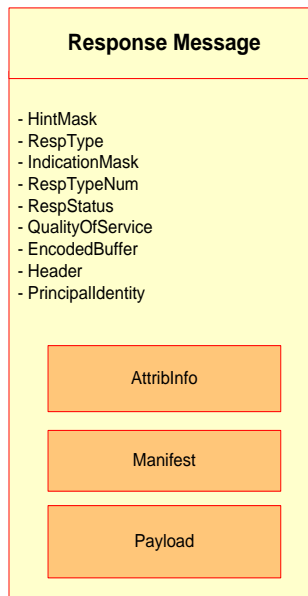 Response Message
- HintMask
- RespType
- IndicationMask
- RespTypeNum
- RespStatus
- QualityOfService
- EncodedBuffer
- Header
- PrincipalIdentity
AttribInfo
Manifest
Payload